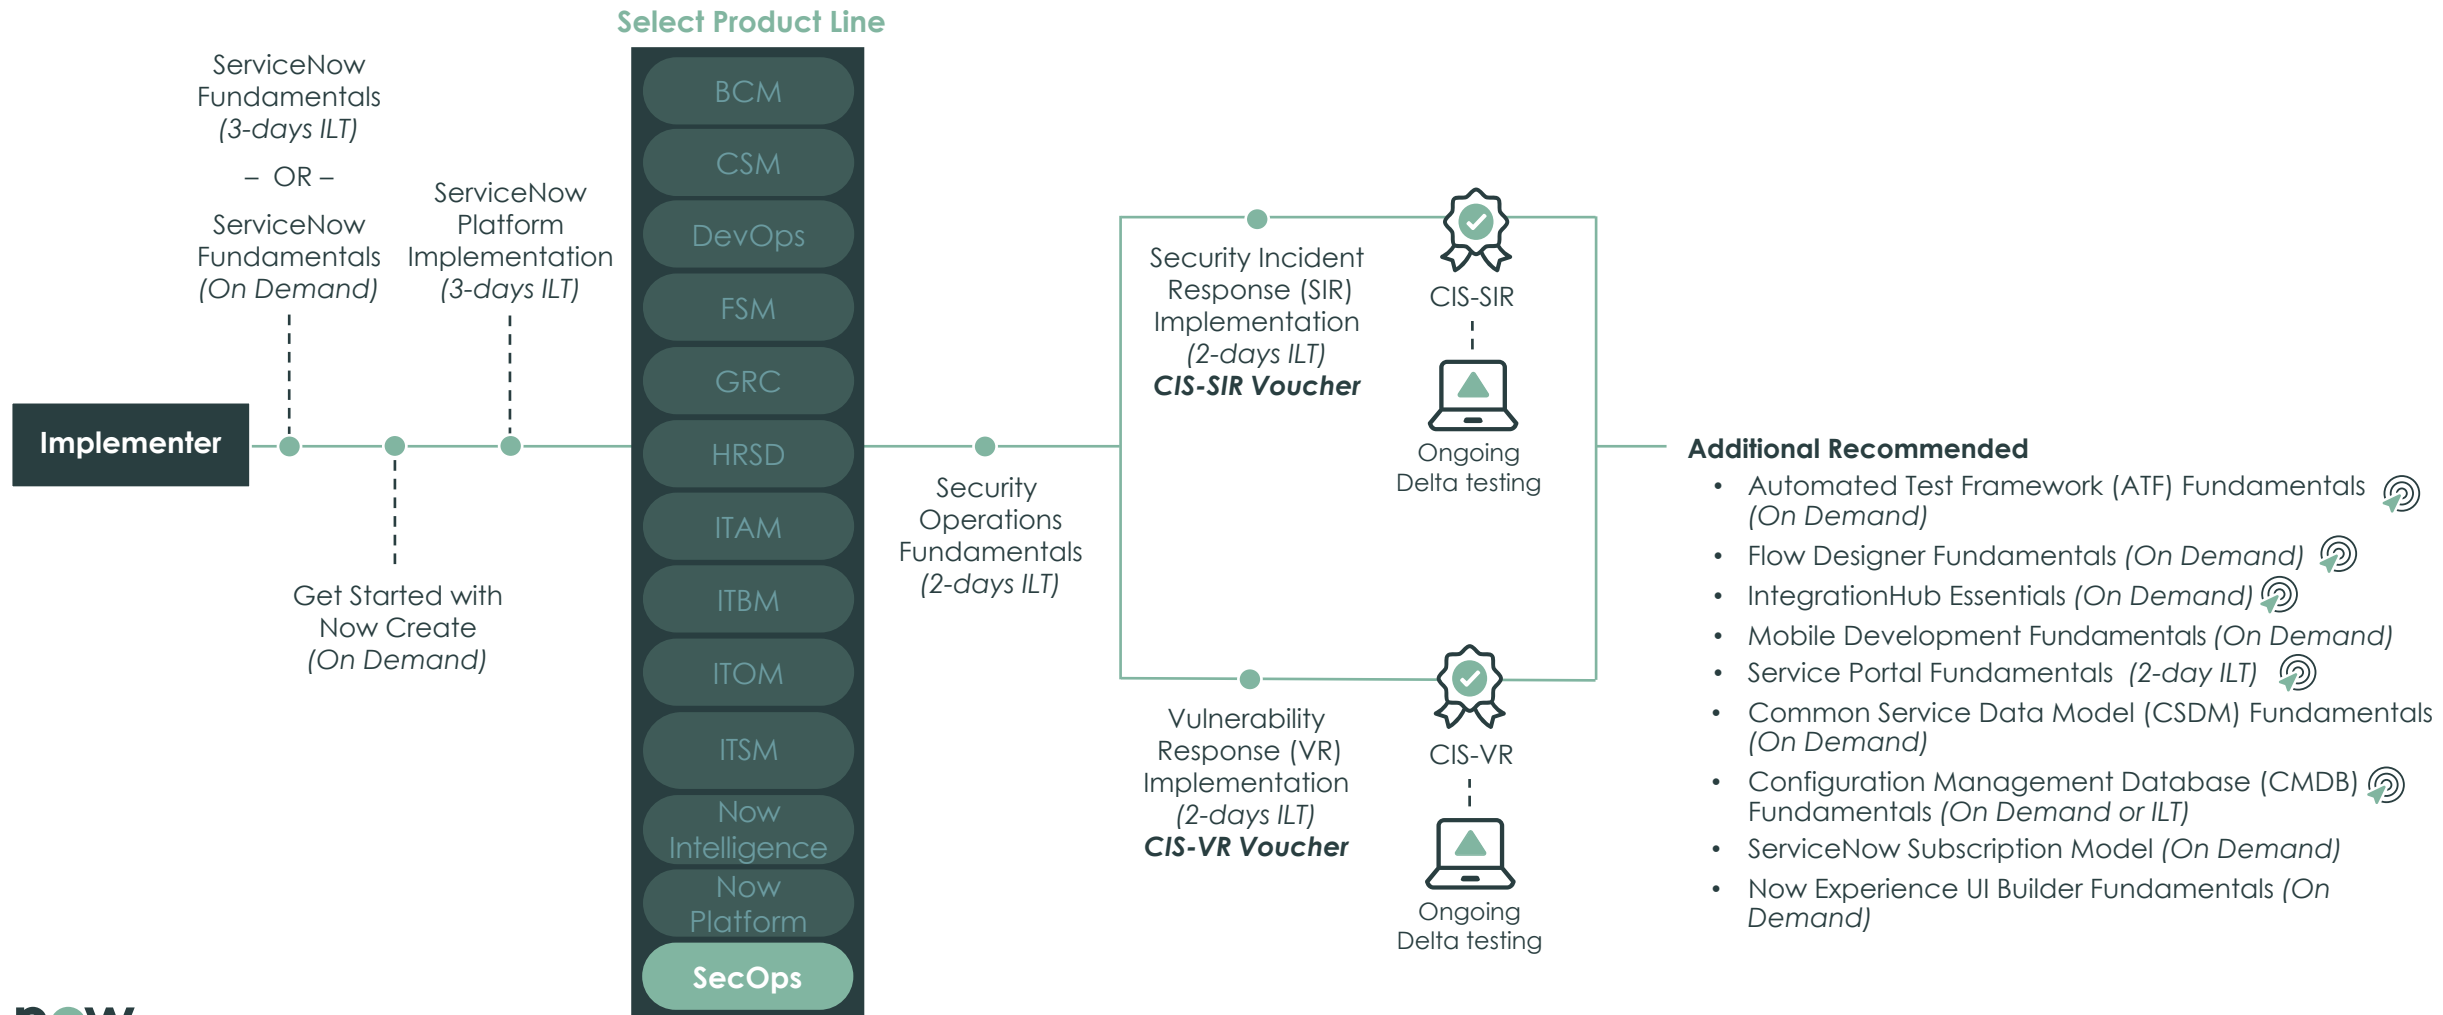 Select Product Line
ServiceNow
Fundamentals
(3-days ILT)
– OR –
ServiceNow
Fundamentals
(On Demand)
ServiceNow
Platform
Implementation
(3-days ILT)
Implementer
Get Started with
Now Create
(On Demand)
BCM
CSM
DevOps
FSM
GRC
HRSD
ITAM
ITBM
ITOM
ITSM
Now
Intelligence
Now
Platform
SecOps
Security
Operations
Fundamentals
(2-days ILT)
Security Incident
Response (SIR)
Implementation
(2-days ILT)
CIS-SIR Voucher
CIS-SIR
Ongoing
Delta testing
Vulnerability
Response (VR)
Implementation
(2-days ILT)
CIS-VR Voucher
CIS-VR
Ongoing
Delta testing
Additional Recommended
• Automated Test Framework (ATF) Fundamentals
(On Demand)
• Flow Designer Fundamentals (On Demand)
• IntegrationHub Essentials (On Demand)
• Mobile Development Fundamentals (On Demand)
• Service Portal Fundamentals (2-day ILT)
• Common Service Data Model (CSDM) Fundamentals
(On Demand)
• Configuration Management Database (CMDB)
Fundamentals (On Demand or ILT)
• ServiceNow Subscription Model (On Demand)
• Now Experience UI Builder Fundamentals (On
Demand)
now